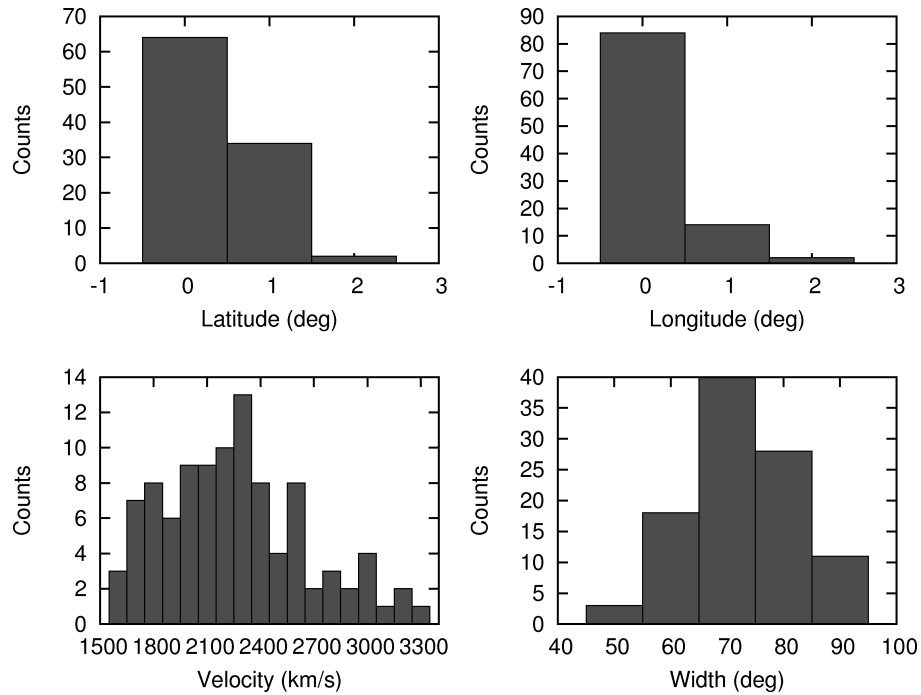 70
60
50
40
30
20
10
0
Counts
-1 0 1 2 3
Latitude (deg)
90
80
70
60
50
40
30
20
10
0
Counts
-1 0 1 2 3
Longitude (deg)
14
12
10
8
6
4
2
0
Counts
1500 1800 2100 2400 2700 3000 3300
Velocity (km/s)
40
35
30
25
20
15
10
5
0
Counts
40 50 60 70 80 90 100
Width (deg)